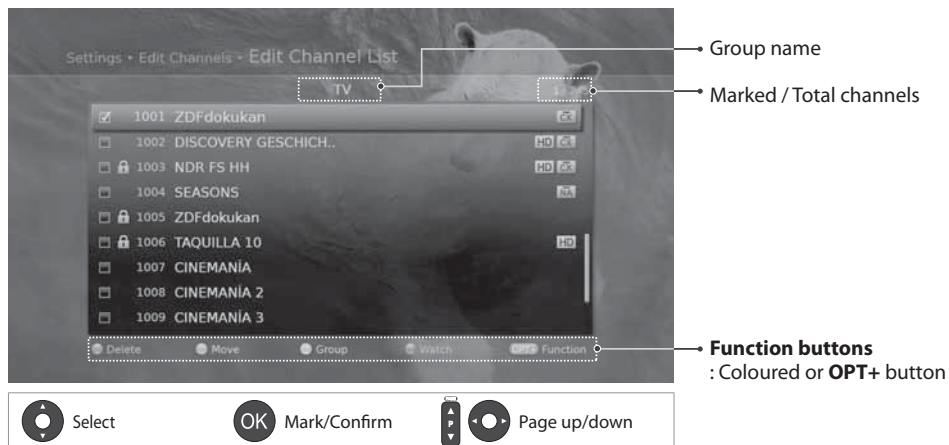 Settings • Edit Channels • Edit Channel List
Group name
TV
Marked / Total channels
1001 ZDFdokukan
1002 DISCOVERY GESCHICH.. HD
1003 NDR FS HH HD
1004 SEASONS NA
1005 ZDFdokukan
1006 TAQUILLA 10 HD
1007 CINEMANÍA
1008 CINEMANÍA 2
1009 CINEMANÍA 3
Delete Move Group Watch OPT+ Function
Function buttons
: Coloured or OPT+ button
Select OK Mark/Confirm P Page up/down